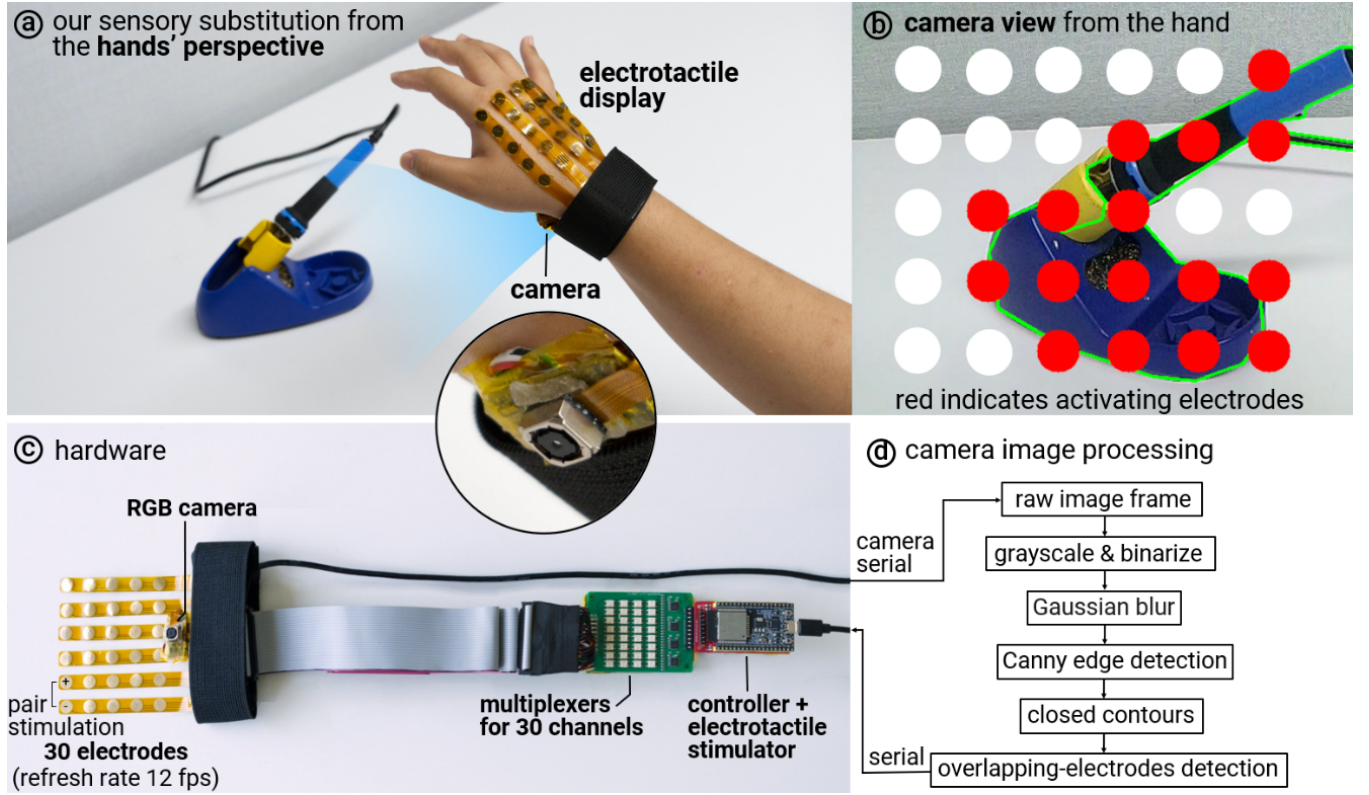 ⓐ our sensory substitution from
the hands' perspective
electrotactile
display
camera
ⓑ camera view from the hand
red indicates activating electrodes
ⓒ hardware
RGB camera
+
-
pair
stimulation
30 electrodes
(refresh rate 12 fps)
multiplexers
for 30 channels
controller +
electrotactile
stimulator
ⓓ camera image processing
camera
serial
raw image frame
grayscale & binarize
Gaussian blur
Canny edge detection
closed contours
serial
overlapping-electrodes detection